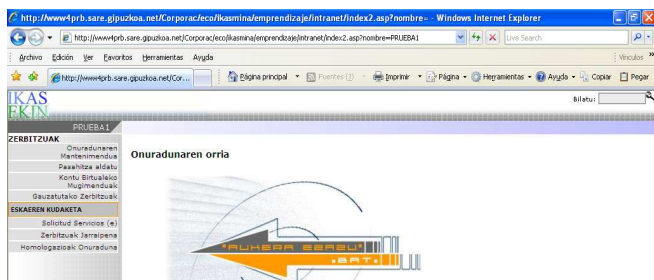 http://www4prb.sare.gipuzkoa.net/Corporac/eco/ikasmina/emprendizaje/intranet/index2.asp?nombre= - Windows Internet Explorer
http://www4prb.sare.gipuzkoa.net/Corporac/eco/ikasmina/emprendizaje/intranet/index2.asp?nombre=PRUEBA1
Live Search
Archivo Edición Ver Favoritos Herramientas Ayuda
Vínculos »
http://www4prb.sare.gipuzkoa.net/Cor...
Página principal
Fuentes (J)
Imprimir
Página
Herramientas
Ayuda
Copiar
Pegar
IKAS
EKIN
Bilatu:
PRUEBA1
ZERBITZUAK
Onuradunaren
Mantenimendua
Pasahitza aldatu
Kontu Birtualeko
Mugimenduak
Gauzatutako Zerbitzuak
ESKAEREN KUDAKETA
Solicitud Servicios (e)
Zerbitzuak Jarraipena
Homologazioak Onuraduna
Onuradunaren orria
"AUKERA EZAZU"
.BAT.